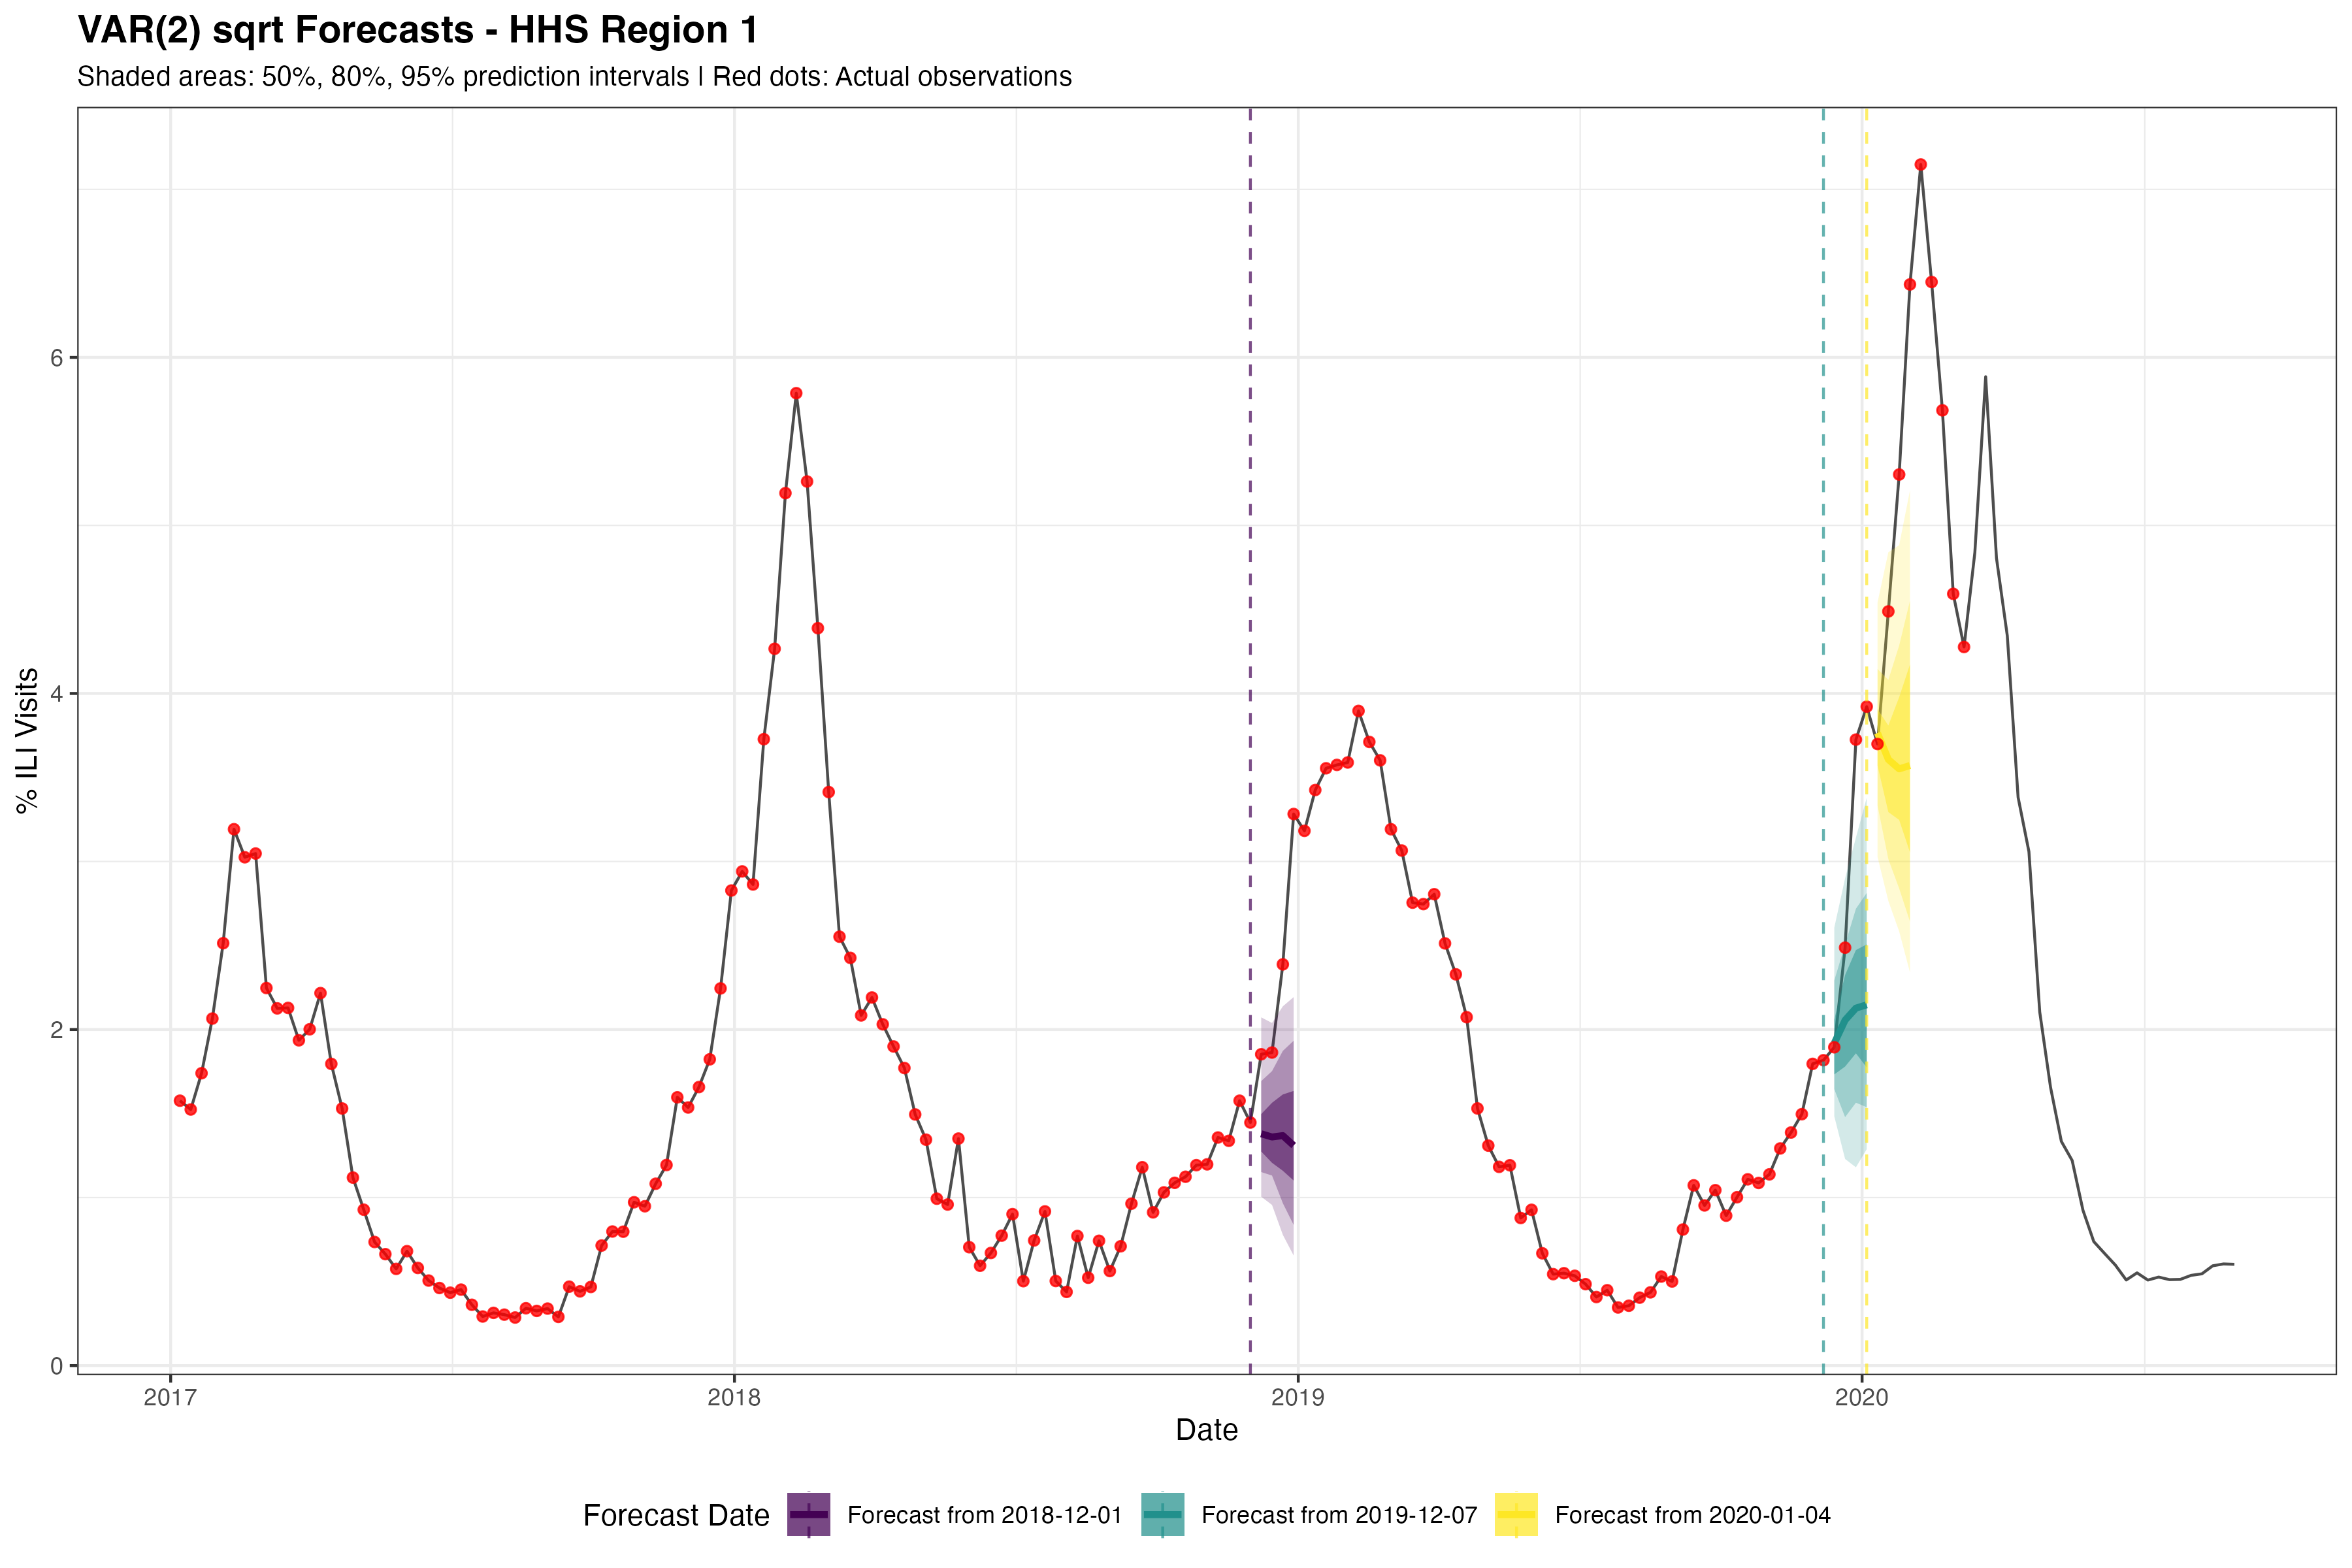 VAR(2) sqrt Forecasts - HHS Region 1
Shaded areas: 50%, 80%, 95% prediction intervals | Red dots: Actual observations
% ILI Visits
6
4
2
0
2017 2018 2019 2020
Date
Forecast Date Forecast from 2018-12-01 Forecast from 2019-12-07 Forecast from 2020-01-04